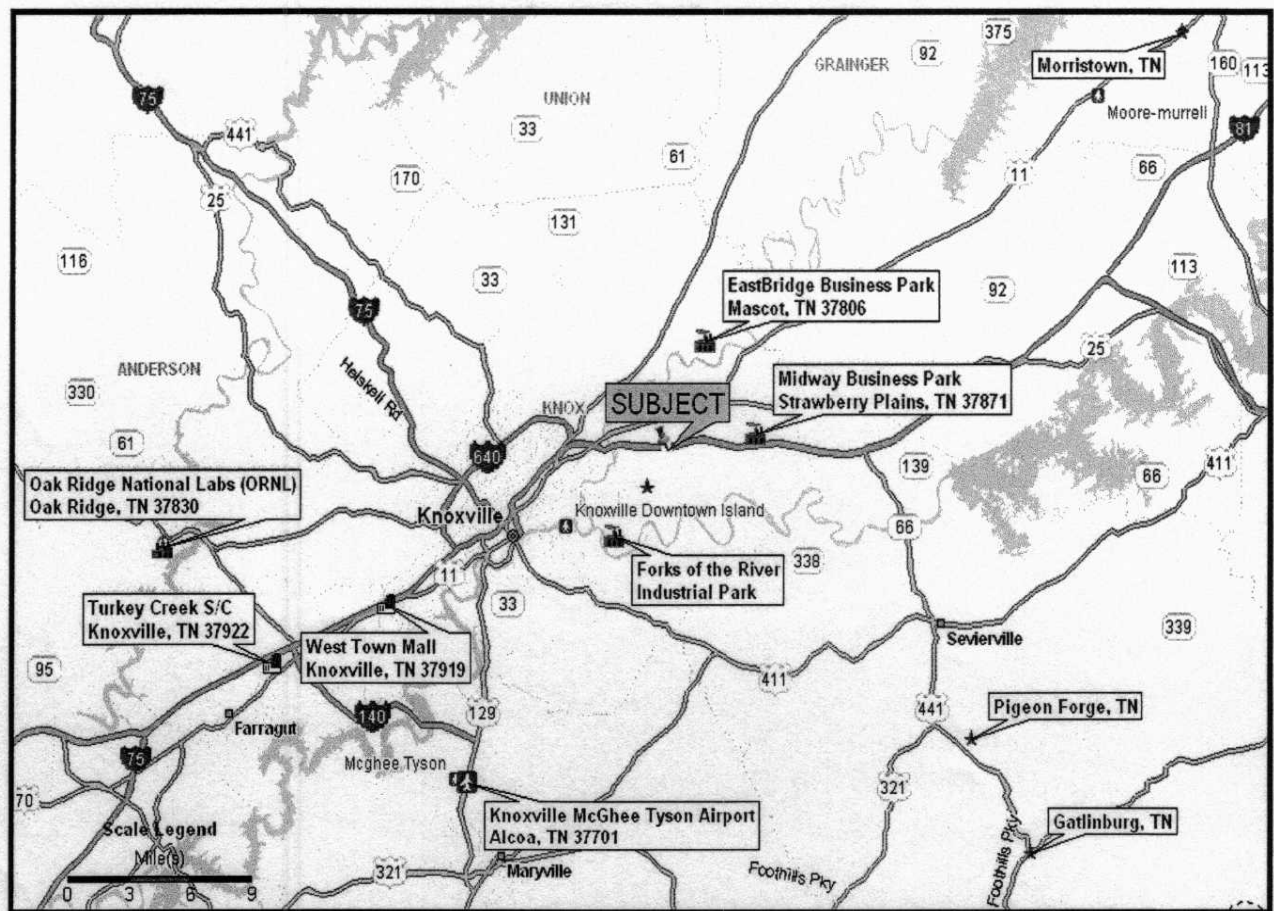 375
92
GRAINGER
Morristown, TN
160
113
75
UNION
Moore-murrell
441
33
81
61
11
66
170
25
131
116
33
113
EastBridge Business Park
Mascot, TN 37806
92
75
25
ANDERSON
Heiskell Rd
Midway Business Park
Strawberry Plains, TN 37871
330
KNOX
SUBJECT
61
640
139
411
66
Oak Ridge National Labs (ORNL)
Oak Ridge, TN 37830
Knoxville
Knoxville Downtown Island
66
338
Forks of the River
Industrial Park
11
33
Turkey Creek S/C
Knoxville, TN 37922
West Town Mall
Knoxville, TN 37919
Sevierville
339
95
411
Farragut
140
129
441
Pigeon Forge, TN
75
Mcghee Tyson
321
70
Knoxville McGhee Tyson Airport
Alcoa, TN 37701
Gatlinburg, TN
Scale Legend
Mile(s)
0 3 6 9
321
Maryville
Foothills Pky
Foothills Pky